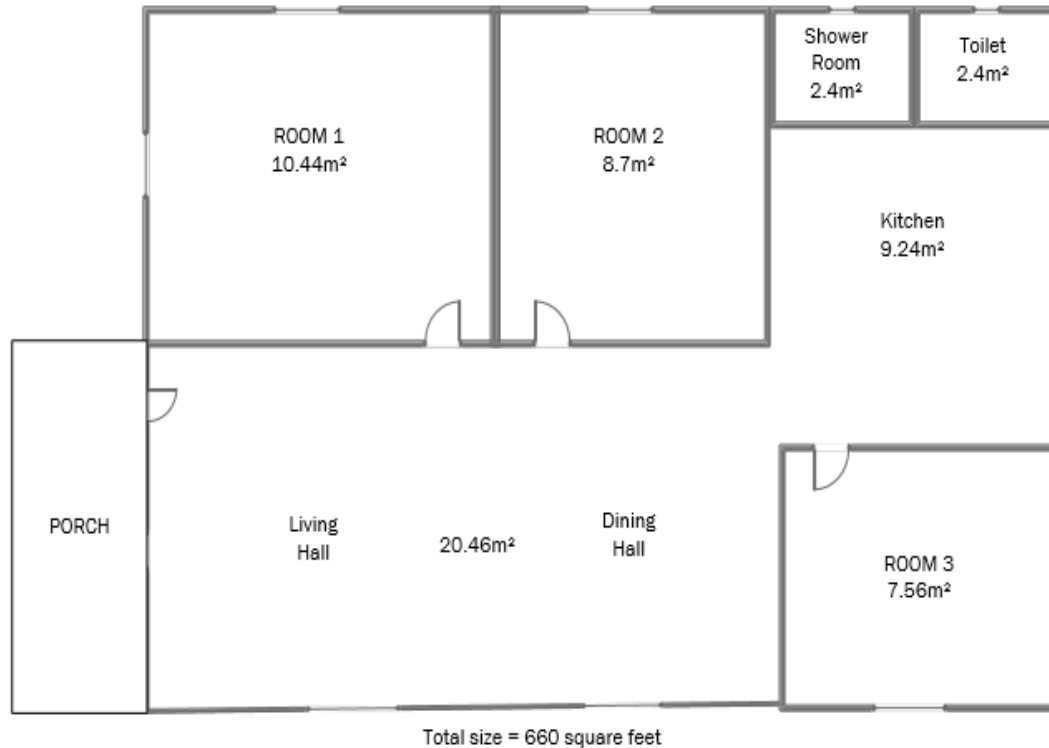 ROOM 1
10.44m²
ROOM 2
8.7m²
Shower
Room
2.4m²
Toilet
2.4m²
Kitchen
9.24m²
PORCH
Living
Hall
20.46m²
Dining
Hall
ROOM 3
7.56m²
Total size = 660 square feet